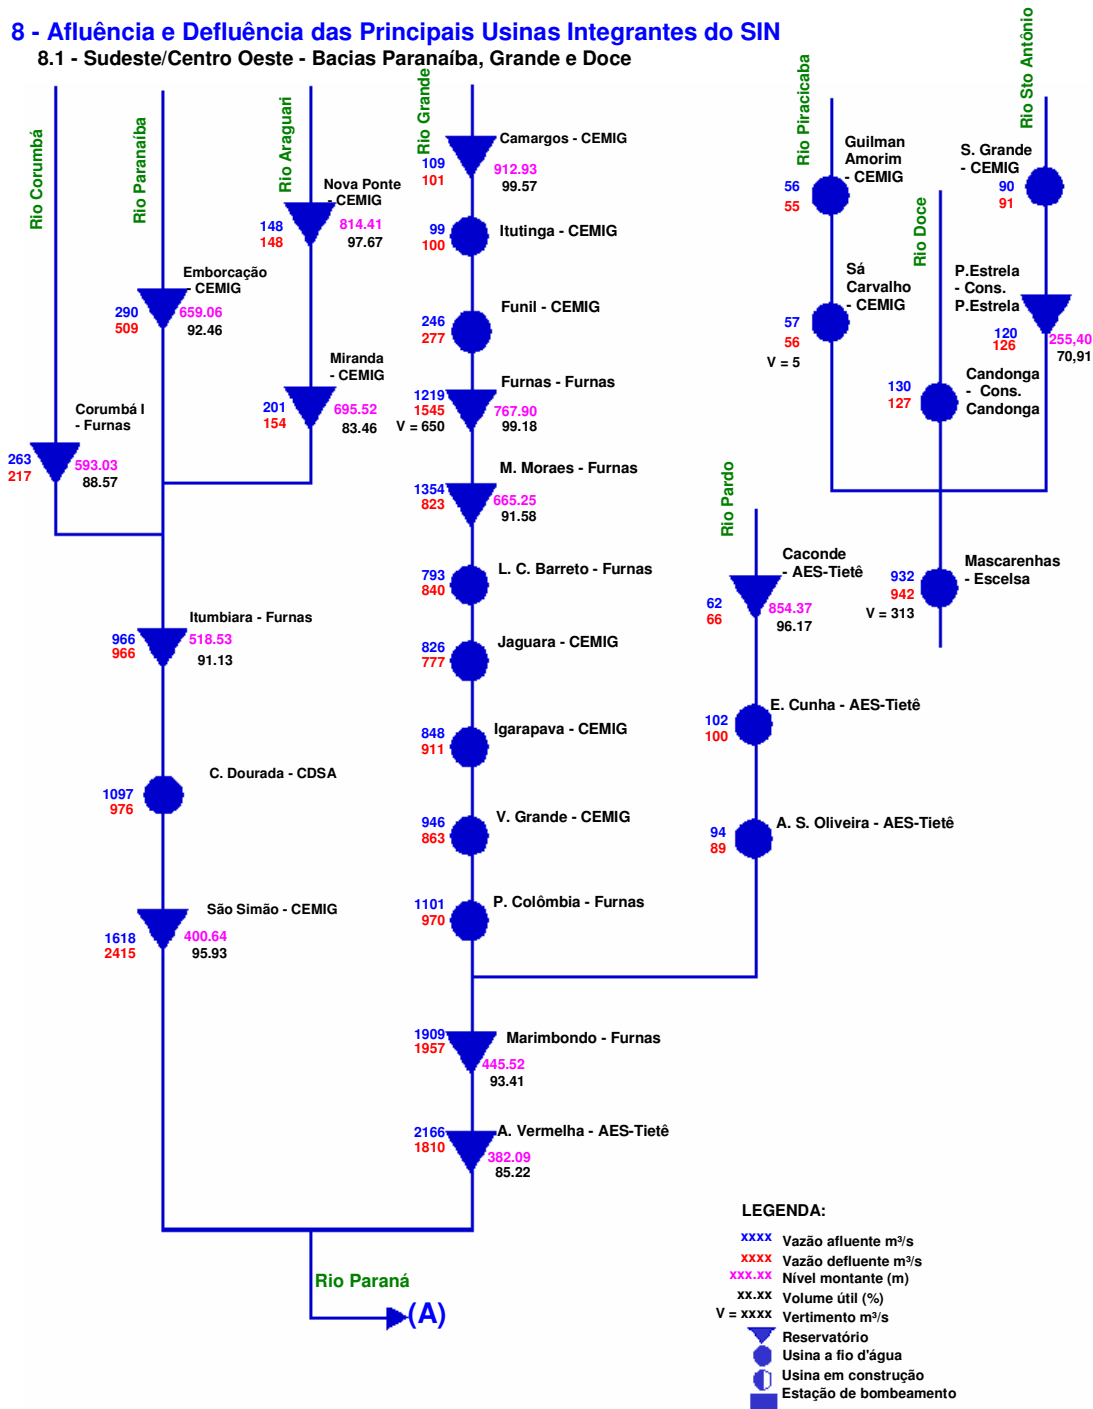 8 - Afluência e Defluência das Principais Usinas Integrantes do SIN
8.1 - Sudeste/Centro Oeste - Bacias Paranaíba, Grande e Doce
Rio Corumbá
Rio Paranaíba
Rio Araguari
Rio Grande
Rio Piracicaba
Rio Doce
Rio Sto Antônio
Rio Pardo
Corumbá I
- Furnas
263
217
593.03
88.57
Emborcação
- CEMIG
290
509
659.06
92.46
Nova Ponte
- CEMIG
148
148
814.41
97.67
Miranda
- CEMIG
201
154
695.52
83.46
Itumbiara - Furnas
966
966
518.53
91.13
C. Dourada - CDSA
1097
976
São Simão - CEMIG
1618
2415
400.64
95.93
Camargos - CEMIG
109
101
912.93
99.57
Itutinga - CEMIG
99
100
Funil - CEMIG
246
277
Furnas - Furnas
1219
1545
V = 650
767.90
99.18
M. Moraes - Furnas
1354
823
665.25
91.58
L. C. Barreto - Furnas
793
840
Jaguara - CEMIG
826
777
Igarapava - CEMIG
848
911
V. Grande - CEMIG
946
863
P. Colômbia - Furnas
1101
970
Marimbondo - Furnas
1909
1957
445.52
93.41
A. Vermelha - AES-Tietê
2166
1810
382.09
85.22
Caconde
- AES-Tietê
62
66
854.37
96.17
E. Cunha - AES-Tietê
102
100
A. S. Oliveira - AES-Tietê
94
89
Guilman
Amorim
- CEMIG
56
55
Sá
Carvalho
- CEMIG
57
56
V = 5
S. Grande
- CEMIG
90
91
P.Estrela
- Cons.
P.Estrela
120
126
255,40
70,91
Candonga
- Cons.
Candonga
130
127
Mascarenhas
- Escelsa
932
942
V = 313
Rio Paraná
(A)
LEGENDA:
xxxx Vazão afluente m³/s
xxxx Vazão defluente m³/s
xxx.xx Nível montante (m)
xx.xx Volume útil (%)
V = xxxx Vertimento m³/s
Reservatório
Usina a fio d'água
Usina em construção
Estação de bombeamento